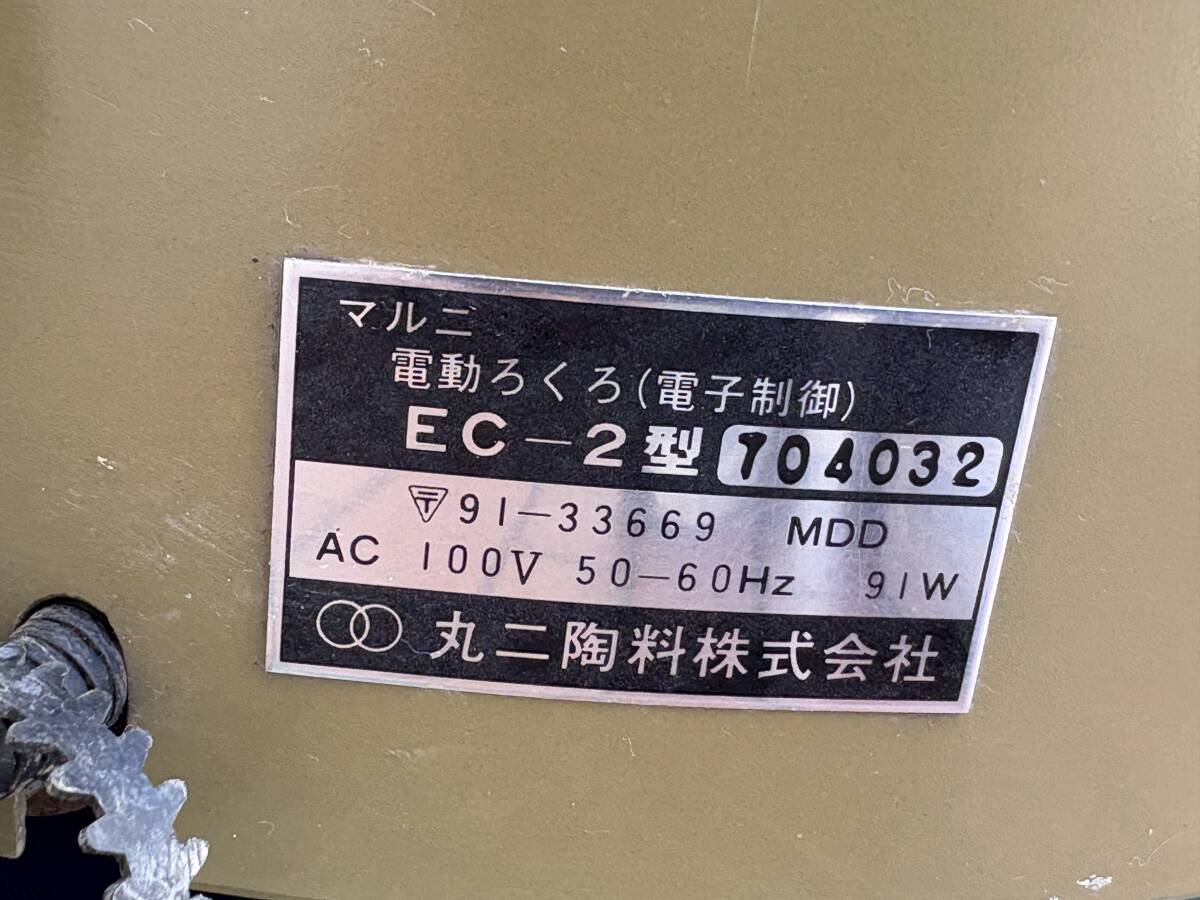 マルニ
電動ろくろ(電子制御)
EC-2型 704032
〒91-33669 MDD
AC 100V 50-60Hz 91W
丸二陶料株式会社